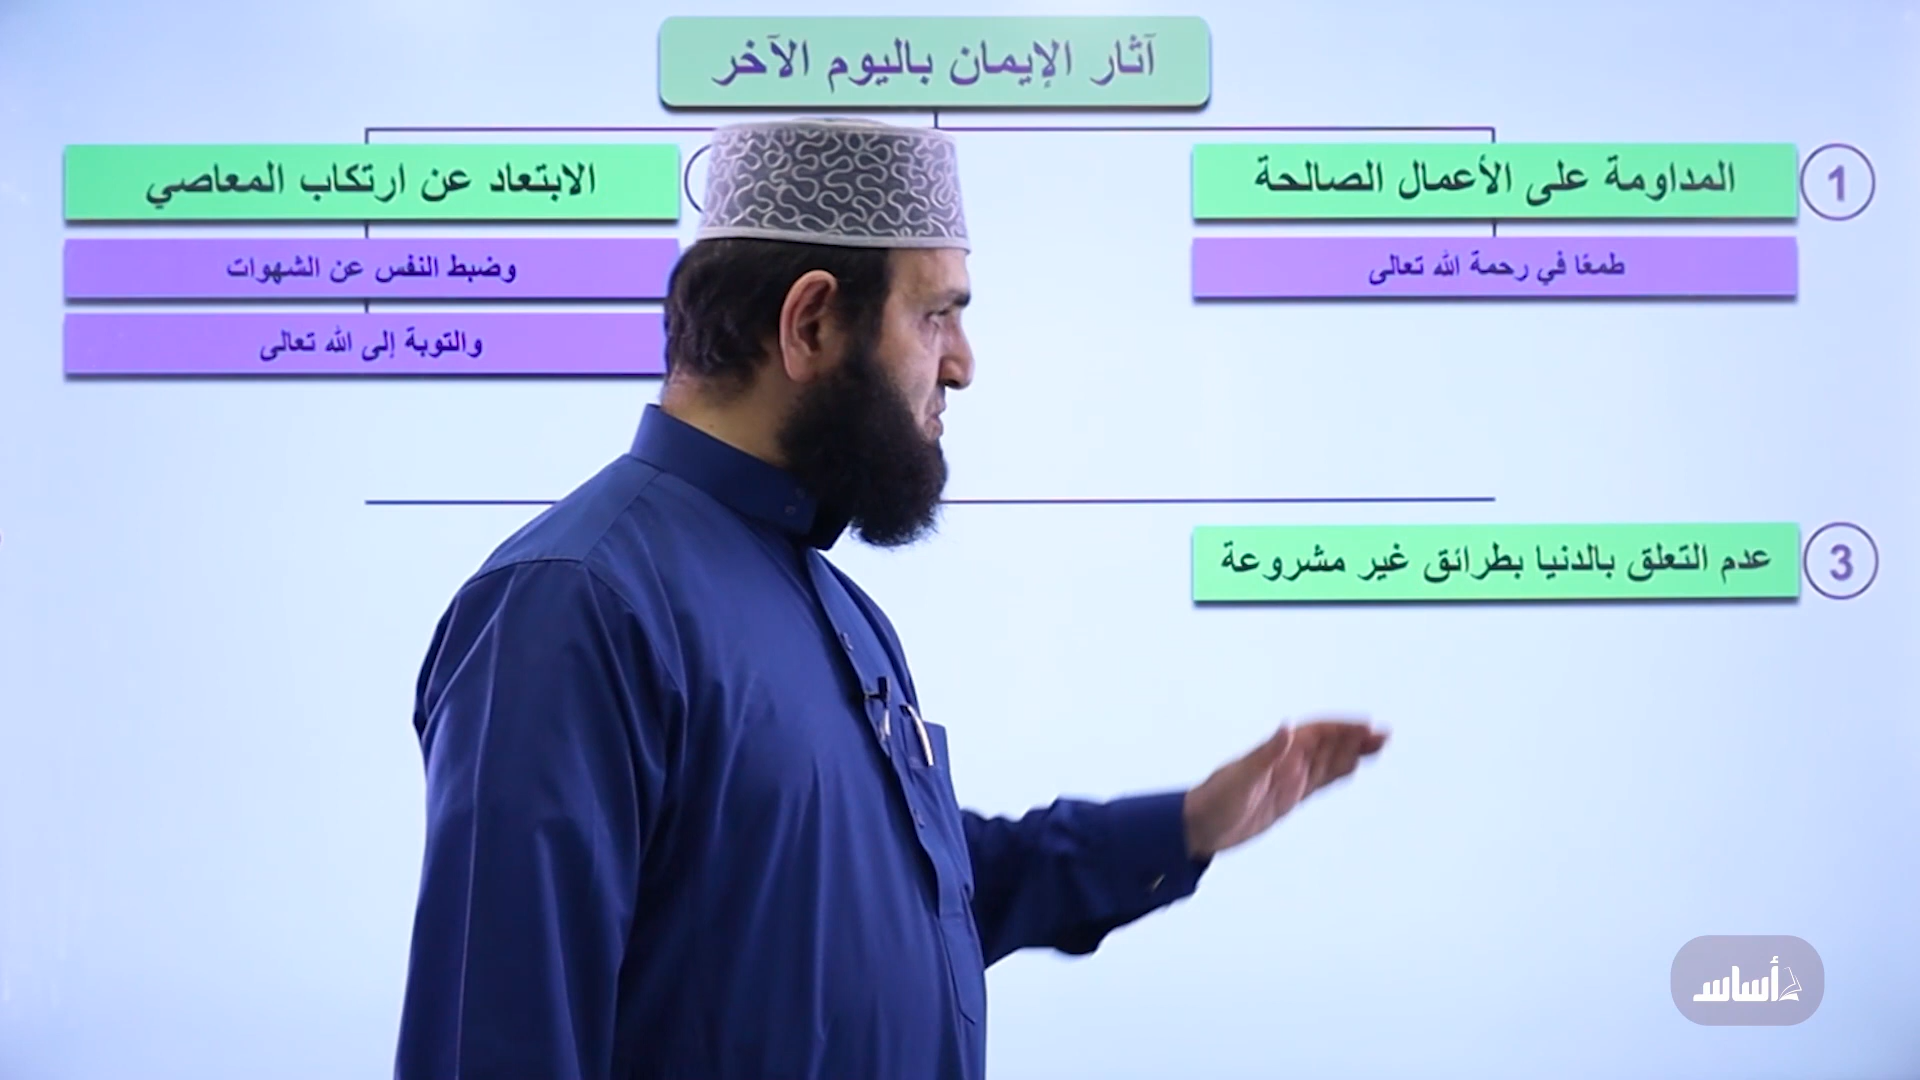 آثار الإيمان باليوم الآخر
1
المداومة على الأعمال الصالحة
طمعًا في رحمة الله تعالى
الابتعاد عن ارتكاب المعاصي
وضبط النفس عن الشهوات
والتوبة إلى الله تعالى
3
عدم التعلق بالدنيا بطرائق غير مشروعة
أساس